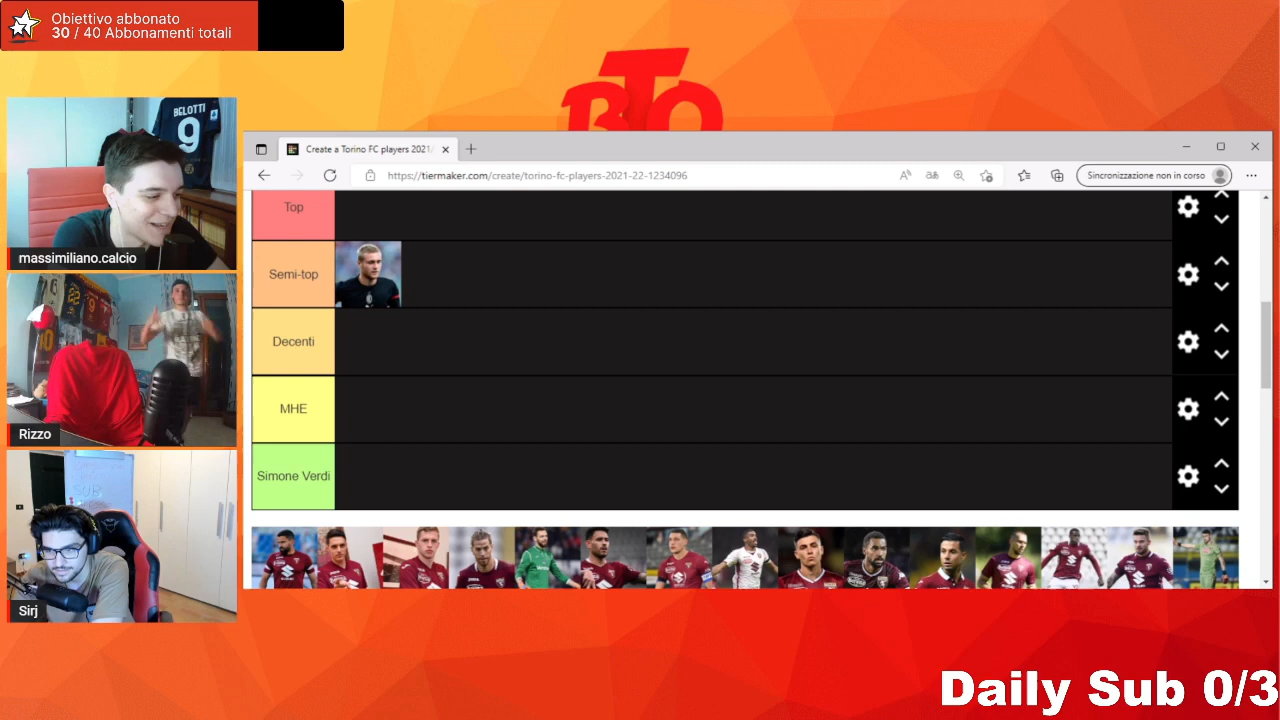 Obiettivo abbonato
30 / 40 Abbonamenti totali
BTO
BELOTTI
9
massimiliano.calcio
Rizzo
SUB
Sirj
Create a Torino FC players 2021/
https://tiermaker.com/create/torino-fc-players-2021-22-1234096
Sincronizzazione non in corso
Top
Semi-top
Decenti
MHE
Simone Verdi
Daily Sub 0/3